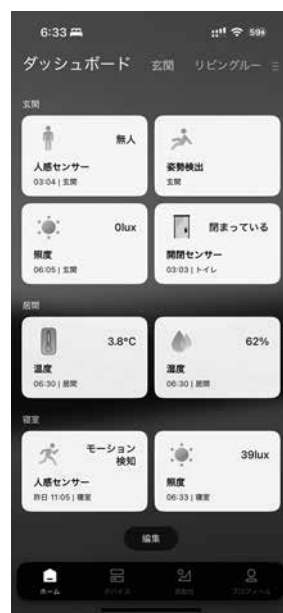 6:33
59
ダッシュボード 玄関 リビングルー
玄関
無人
人感センサー
03:04 | 玄関
姿勢検出
玄関
0lux
照度
06:05 | 玄関
閉まっている
開閉センサー
03:03 | トイレ
居間
3.8°C
温度
06:30 | 居間
62%
湿度
06:30 | 居間
寝室
モーション
検知
人感センサー
昨日 11:05 | 寝室
39lux
照度
06:33 | 寝室
編集
ホーム デバイス 自動化 プロフィール